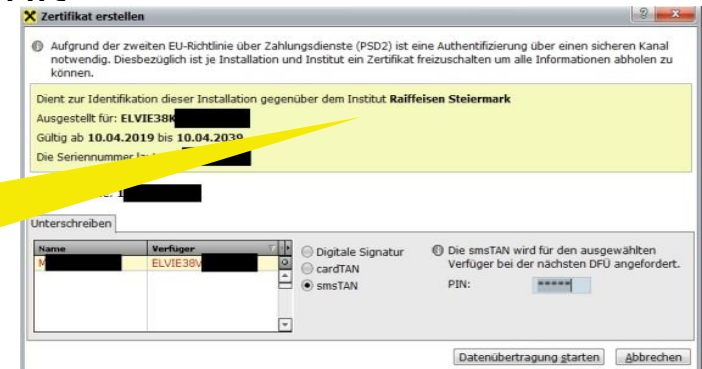 Zertifikat erstellen
Aufgrund der zweiten EU-Richtlinie über Zahlungsdienste (PSD2) ist eine Authentifizierung über einen sicheren Kanal
notwendig. Diesbezüglich ist je Installation und Institut ein Zertifikat freizuschalten um alle Informationen abholen zu
können.
Dient zur Identifikation dieser Installation gegenüber dem Institut Raiffeisen Steiermark
Ausgestellt für: ELVIE38K
Gültig ab 10.04.2019 bis 10.04.2039
Die Seriennummer
1
Unterschreiben
Name Verfüger
M ELVIE38V
Digitale Signatur
cardTAN
smsTAN
Die smsTAN wird für den ausgewählten
Verfüger bei der nächsten DFÜ angefordert.
PIN: *****
Datenübertragung starten Abbrechen